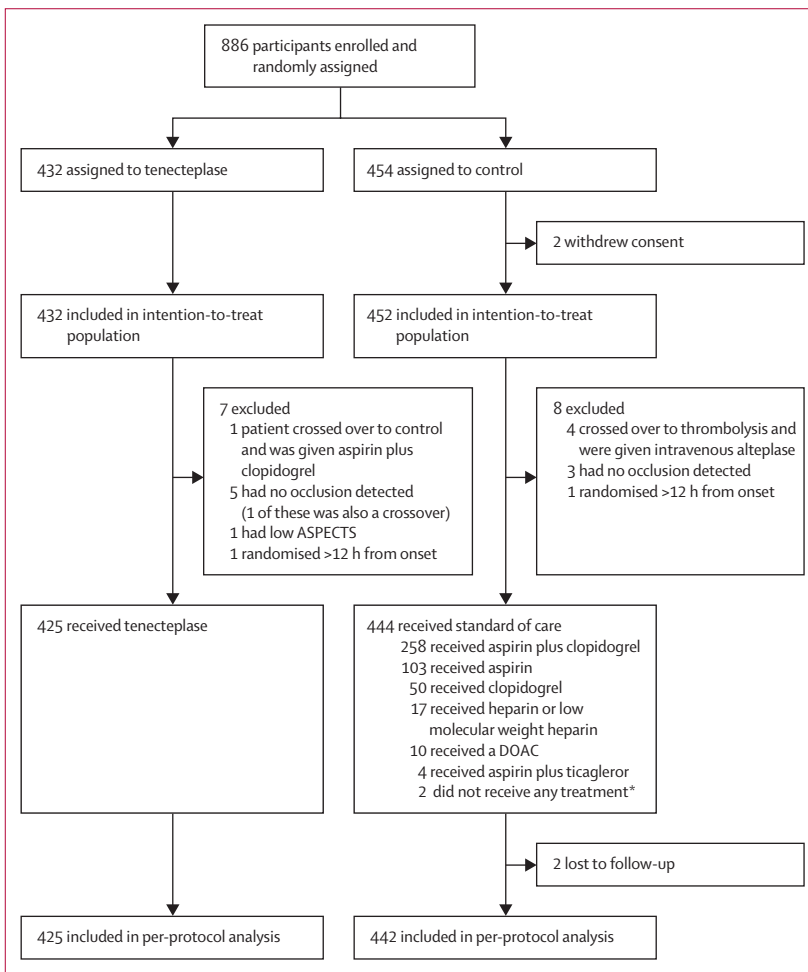 886 participants enrolled and
randomly assigned
432 assigned to tenecteplase
454 assigned to control
2 withdrew consent
432 included in intention-to-treat
population
452 included in intention-to-treat
population
7 excluded
1 patient crossed over to control
and was given aspirin plus
clopidogrel
5 had no occlusion detected
(1 of these was also a crossover)
1 had low ASPECTS
1 randomised >12 h from onset
8 excluded
4 crossed over to thrombolysis and
were given intravenous alteplase
3 had no occlusion detected
1 randomised >12 h from onset
425 received tenecteplase
444 received standard of care
258 received aspirin plus clopidogrel
103 received aspirin
50 received clopidogrel
17 received heparin or low
molecular weight heparin
10 received a DOAC
4 received aspirin plus ticagleror
2 did not receive any treatment*
2 lost to follow-up
425 included in per-protocol analysis
442 included in per-protocol analysis